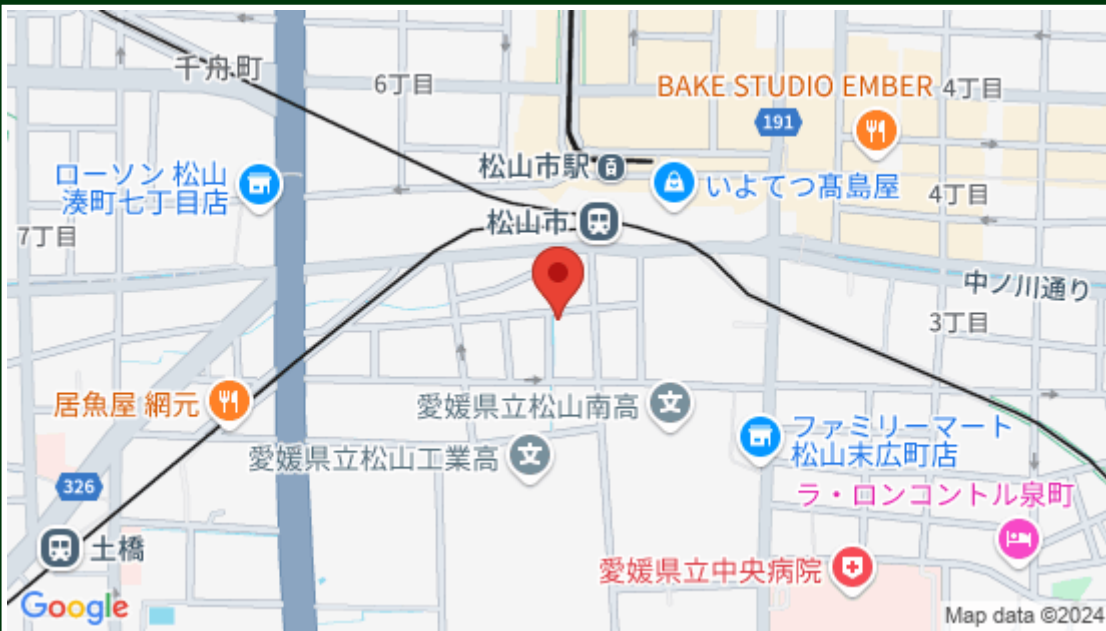 千舟町
6丁目
BAKE STUDIO EMBER
4丁目
191
松山市駅
ローソン 松山
湊町七丁目店
いよてつ髙島屋
4丁目
7丁目
松山市
中ノ川通り
3丁目
居魚屋 網元
愛媛県立松山南高
ファミリーマート
松山末広町店
愛媛県立松山工業高
326
ラ・ロンコントル泉町
土橋
愛媛県立中央病院
Google
Map data ©2024